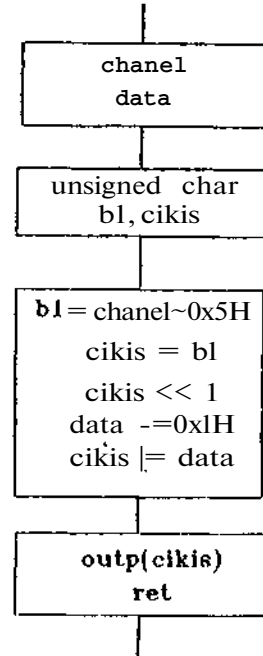 chanel
data
unsigned char
bl, cikis
bl = chanel~0x5H
cikis = bl
cikis << 1
data -=0x1H
cikis |= data
outp(cikis)
ret